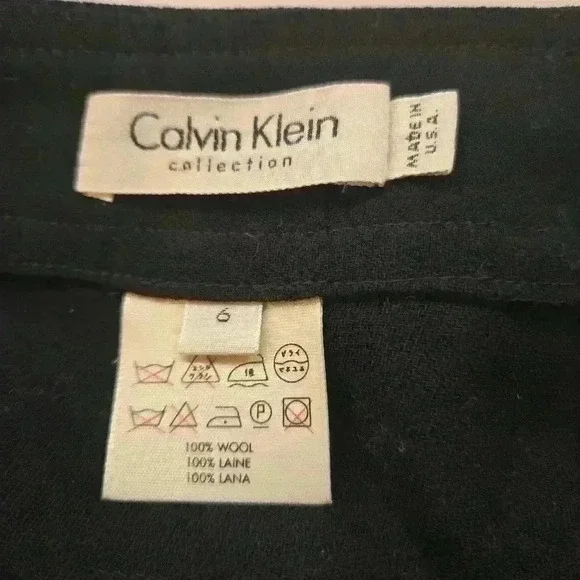 Calvin Klein
collection
MADE IN
U.S.A.
6
P
100% WOOL
100% LAINE
100% LANA